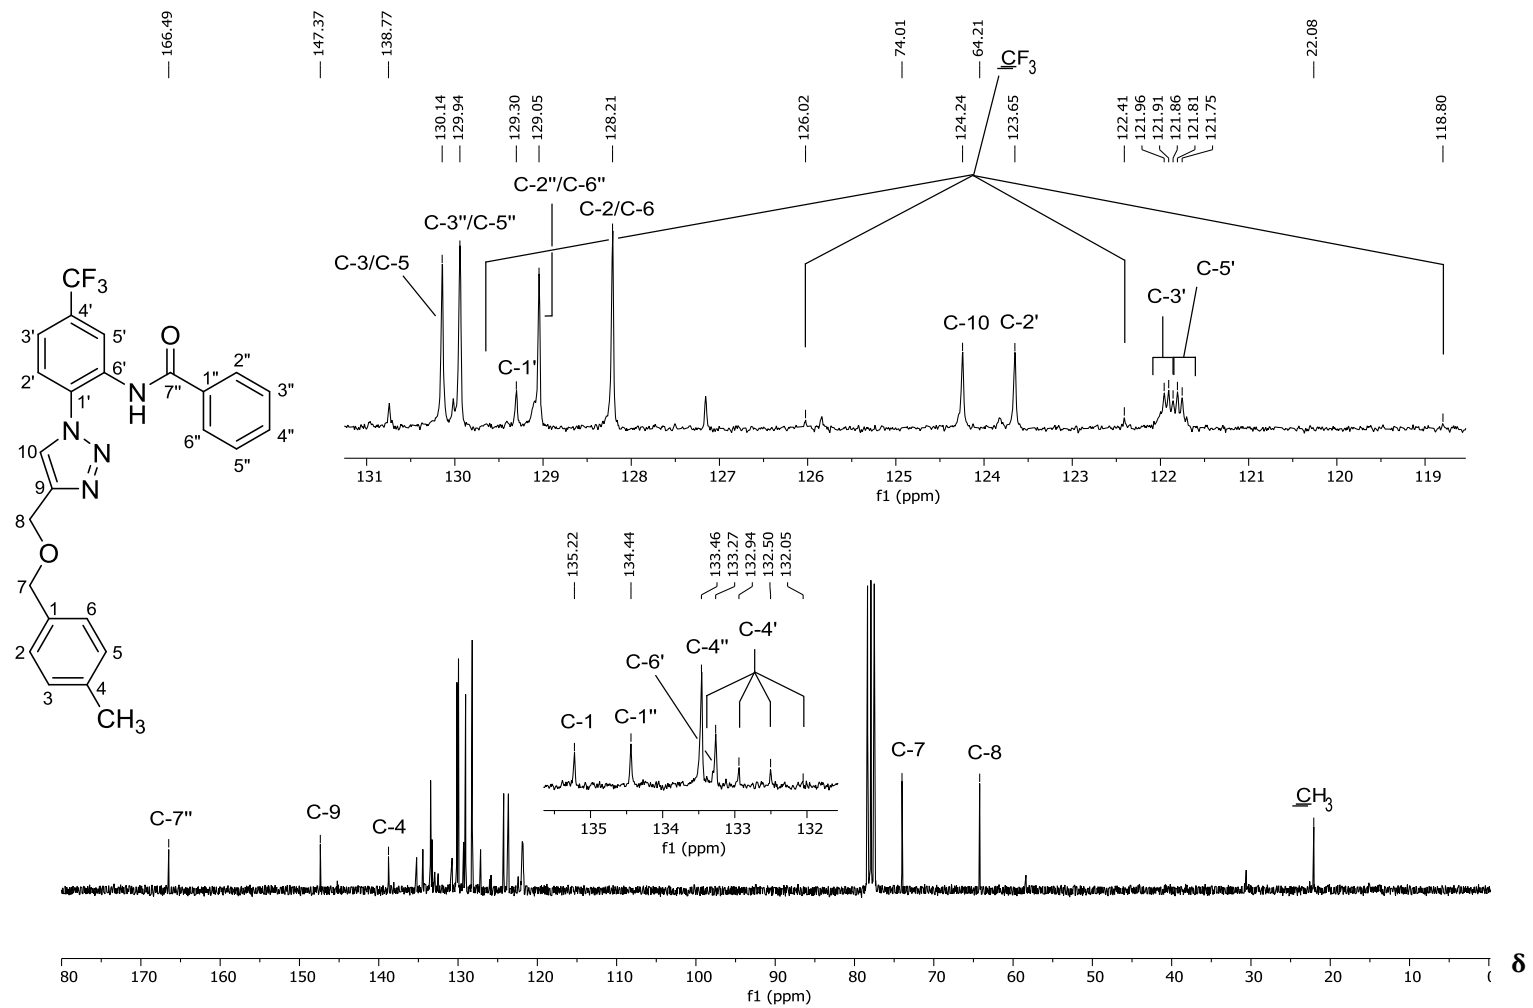 166.49 147.37 138.77 74.01 64.21 22.08
CF3
130.14 129.94 129.30 129.05 128.21 126.02 124.24 123.65 122.41 121.96 121.91 121.86 121.81 121.75 118.80
C-2''/C-6''
C-3''/C-5'' C-2/C-6
C-3/C-5 C-5'
C-3'
C-10 C-2'
C-1'
131 130 129 128 127 126 125 124 123 122 121 120 119
f1 (ppm)
CF3
4'
3' 5' O
2' 6' 2''
1' N 7'' 1'' 3''
H
N 6'' 4''
10 N 5''
9 N
8
O
7
1 6
2 5
3 4
CH3
135.22 134.44 133.46 133.27 132.94 132.50 132.05
C-4'
C-4''
C-6'
C-1 C-1''
135 134 133 132
f1 (ppm)
C-7 C-8
CH3
C-7'' C-9 C-4
80 170 160 150 140 130 120 110 100 90 80 70 60 50 40 30 20 10 δ
f1 (ppm)